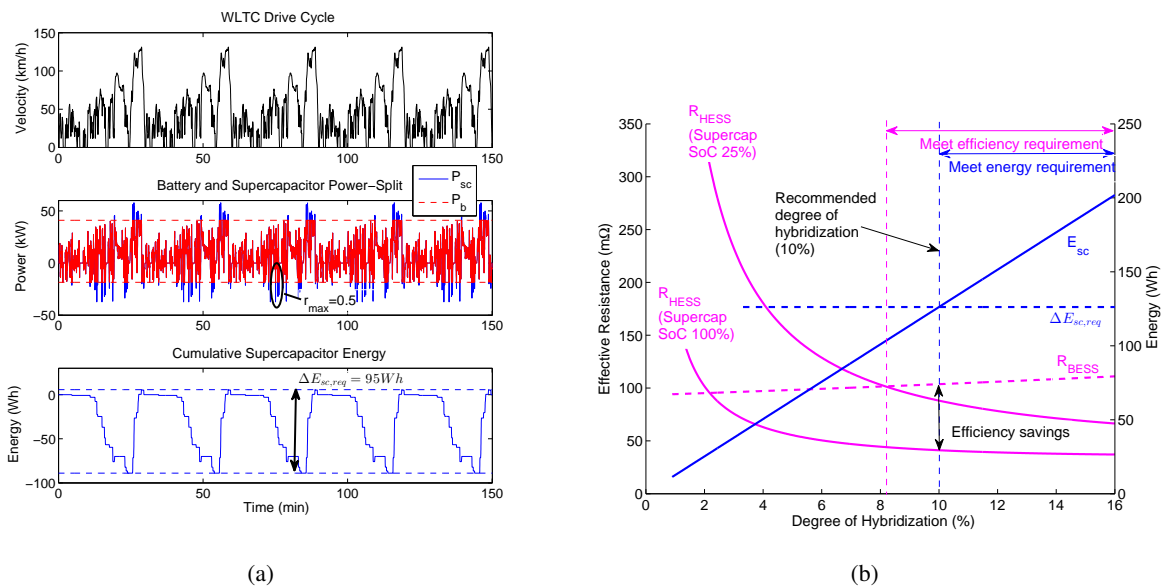 WLTC Drive Cycle
Velocity (km/h)
150
100
50
0
0
50
100
150
Battery and Supercapacitor Power−Split
Power (kW)
50
0
−50
P_sc
P_b
r_max=0.5
0
50
100
150
Cumulative Supercapacitor Energy
Energy (Wh)
0
−50
−100
ΔE_sc,req = 95Wh
0
50
100
150
Time (min)
(a)
Effective Resistance (mΩ)
350
300
250
200
150
100
50
0
R_HESS
(Supercap
SoC 25%)
R_HESS
(Supercap
SoC 100%)
Recommended
degree of
hybridization
(10%)
Meet efficiency requirement
Meet energy requirement
E_sc
ΔE_sc,req
R_BESS
Efficiency savings
250
200
150
100
50
0
Energy (Wh)
0
2
4
6
8
10
12
14
16
Degree of Hybridization (%)
(b)